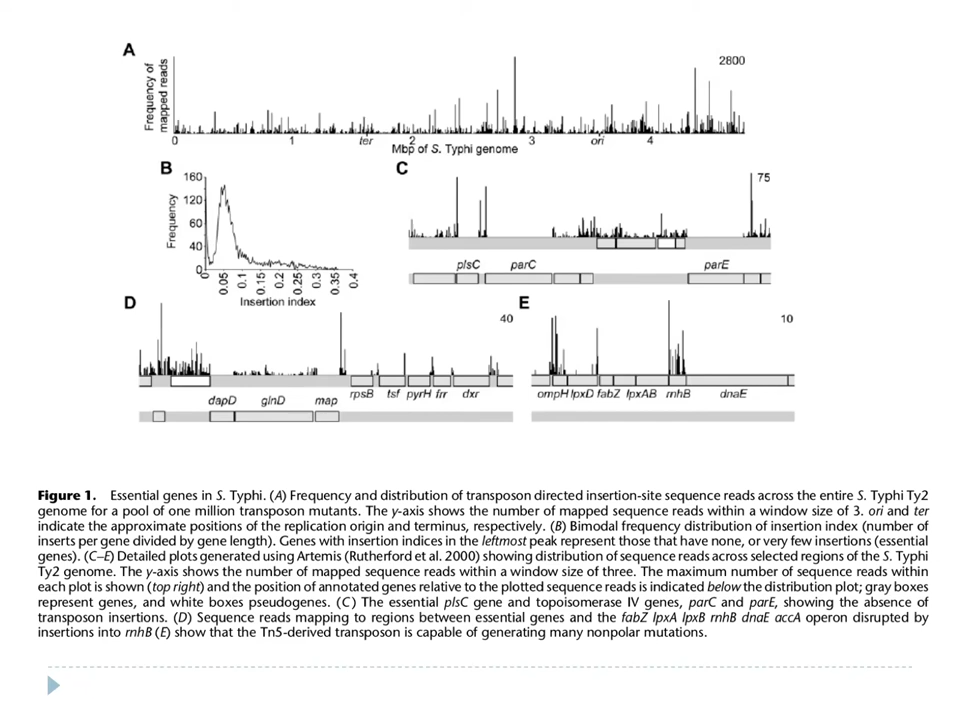 A
Frequency of
mapped reads
2800
0 1 ter 2 3 ori 4
Mbp of S. Typhi genome
B
Frequency
160
120
60
40
0
0 0.05 0.1 0.15 0.2 0.25 0.3 0.35 0.4
Insertion index
C
75
plsC parC parE
D
40
rpsB tsf pyrH frr dxr
dapD glnD map
E
10
ompH lpxD fabZ lpxAB rnhB dnaE
Figure 1. Essential genes in S. Typhi. (A) Frequency and distribution of transposon directed insertion-site sequence reads across the entire S. Typhi Ty2
genome for a pool of one million transposon mutants. The y-axis shows the number of mapped sequence reads within a window size of 3. ori and ter
indicate the approximate positions of the replication origin and terminus, respectively. (B) Bimodal frequency distribution of insertion index (number of
inserts per gene divided by gene length). Genes with insertion indices in the leftmost peak represent those that have none, or very few insertions (essential
genes). (C–E) Detailed plots generated using Artemis (Rutherford et al. 2000) showing distribution of sequence reads across selected regions of the S. Typhi
Ty2 genome. The y-axis shows the number of mapped sequence reads within a window size of three. The maximum number of sequence reads within
each plot is shown (top right) and the position of annotated genes relative to the plotted sequence reads is indicated below the distribution plot; gray boxes
represent genes, and white boxes pseudogenes. (C) The essential plsC gene and topoisomerase IV genes, parC and parE, showing the absence of
transposon insertions. (D) Sequence reads mapping to regions between essential genes and the fabZ lpxA lpxB rnhB dnaE accA operon disrupted by
insertions into rnhB (E) show that the Tn5-derived transposon is capable of generating many nonpolar mutations.